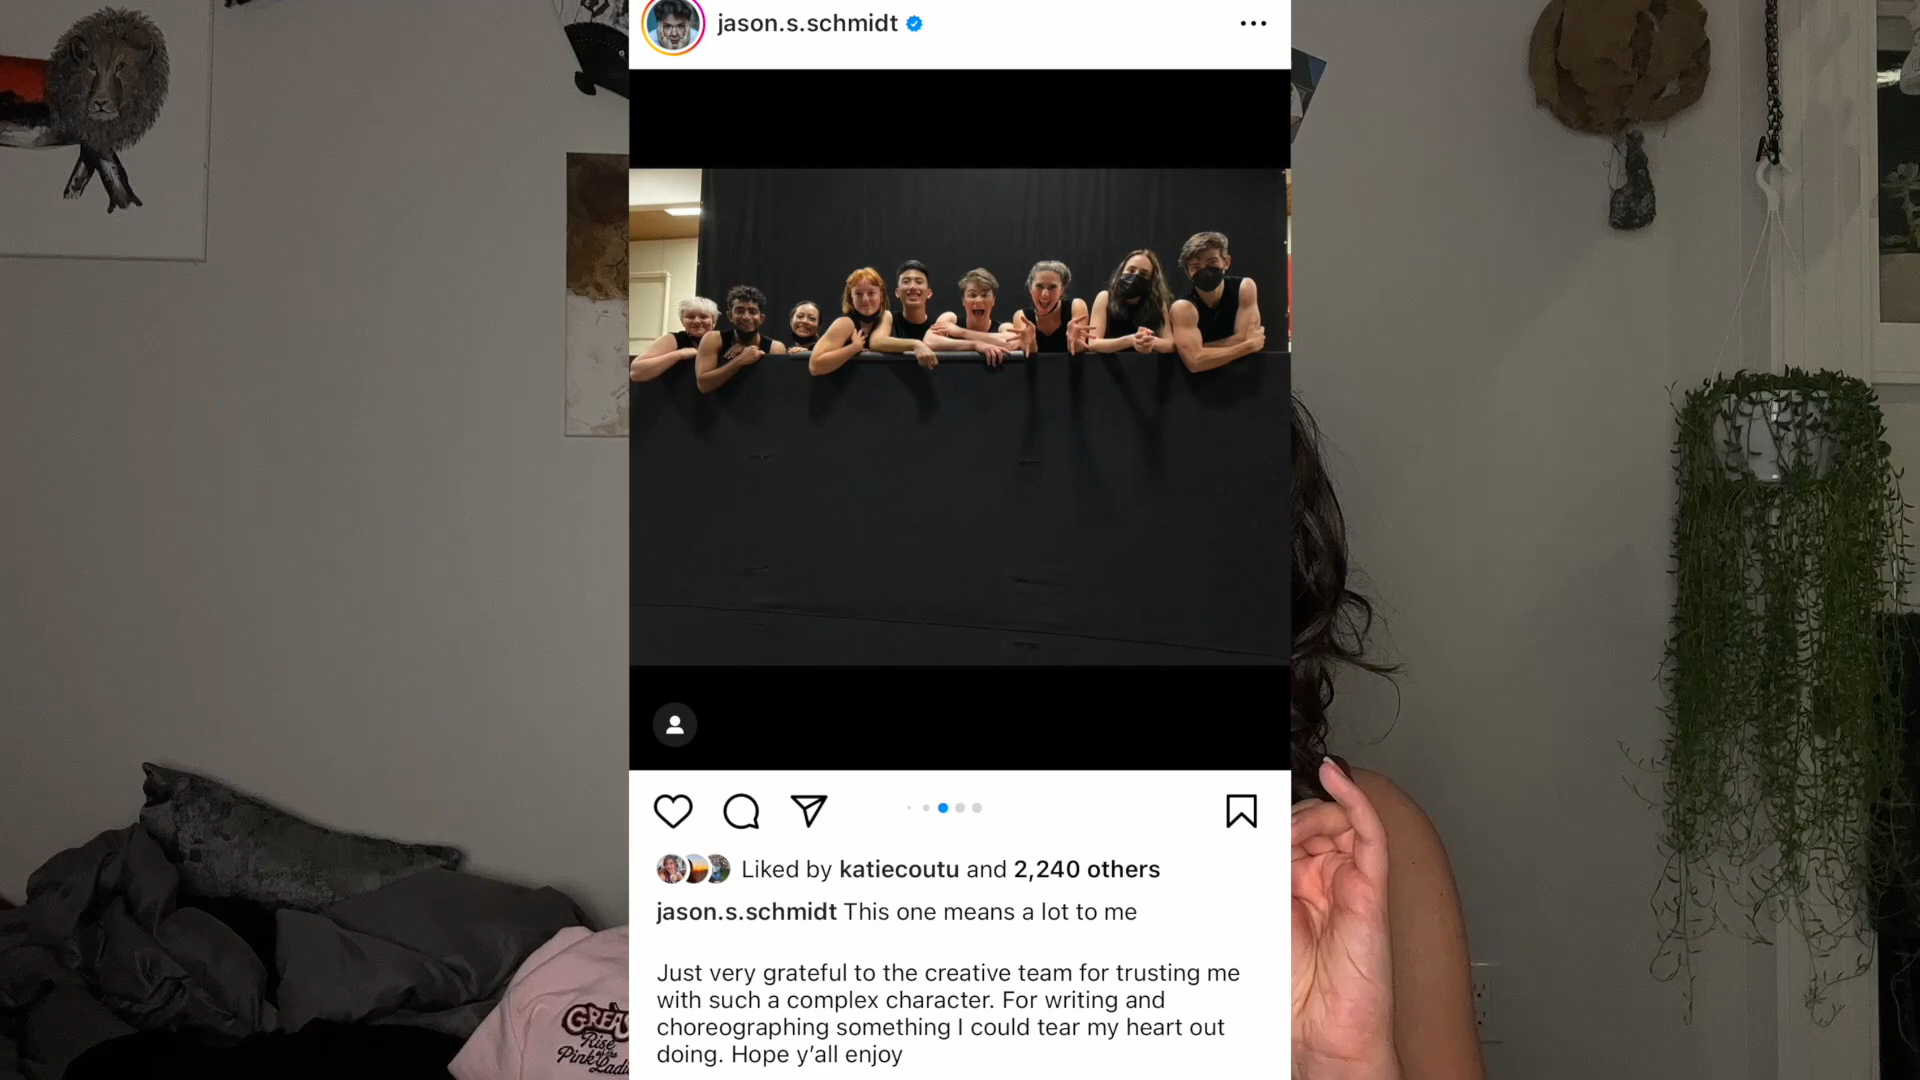 jason.s.schmidt
Liked by katiecoutu and 2,240 others
jason.s.schmidt This one means a lot to me
Just very grateful to the creative team for trusting me
with such a complex character. For writing and
choreographing something I could tear my heart out
doing. Hope y'all enjoy
Rise
Pink